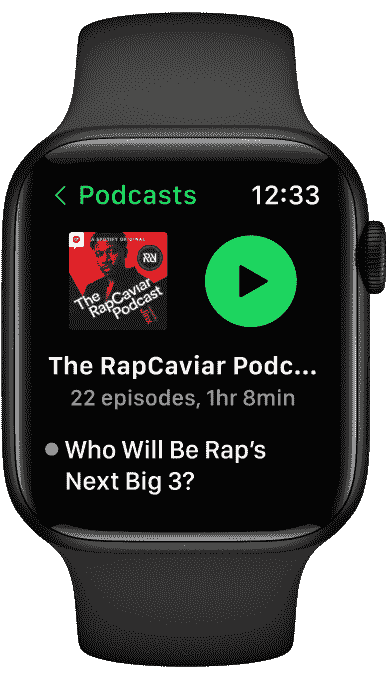 Podcasts
12:33
A SPOTIFY ORIGINAL
The
RapCaviar
Podcast
Jinx
The RapCaviar Podc...
22 episodes, 1hr 8min
Who Will Be Rap's
Next Big 3?